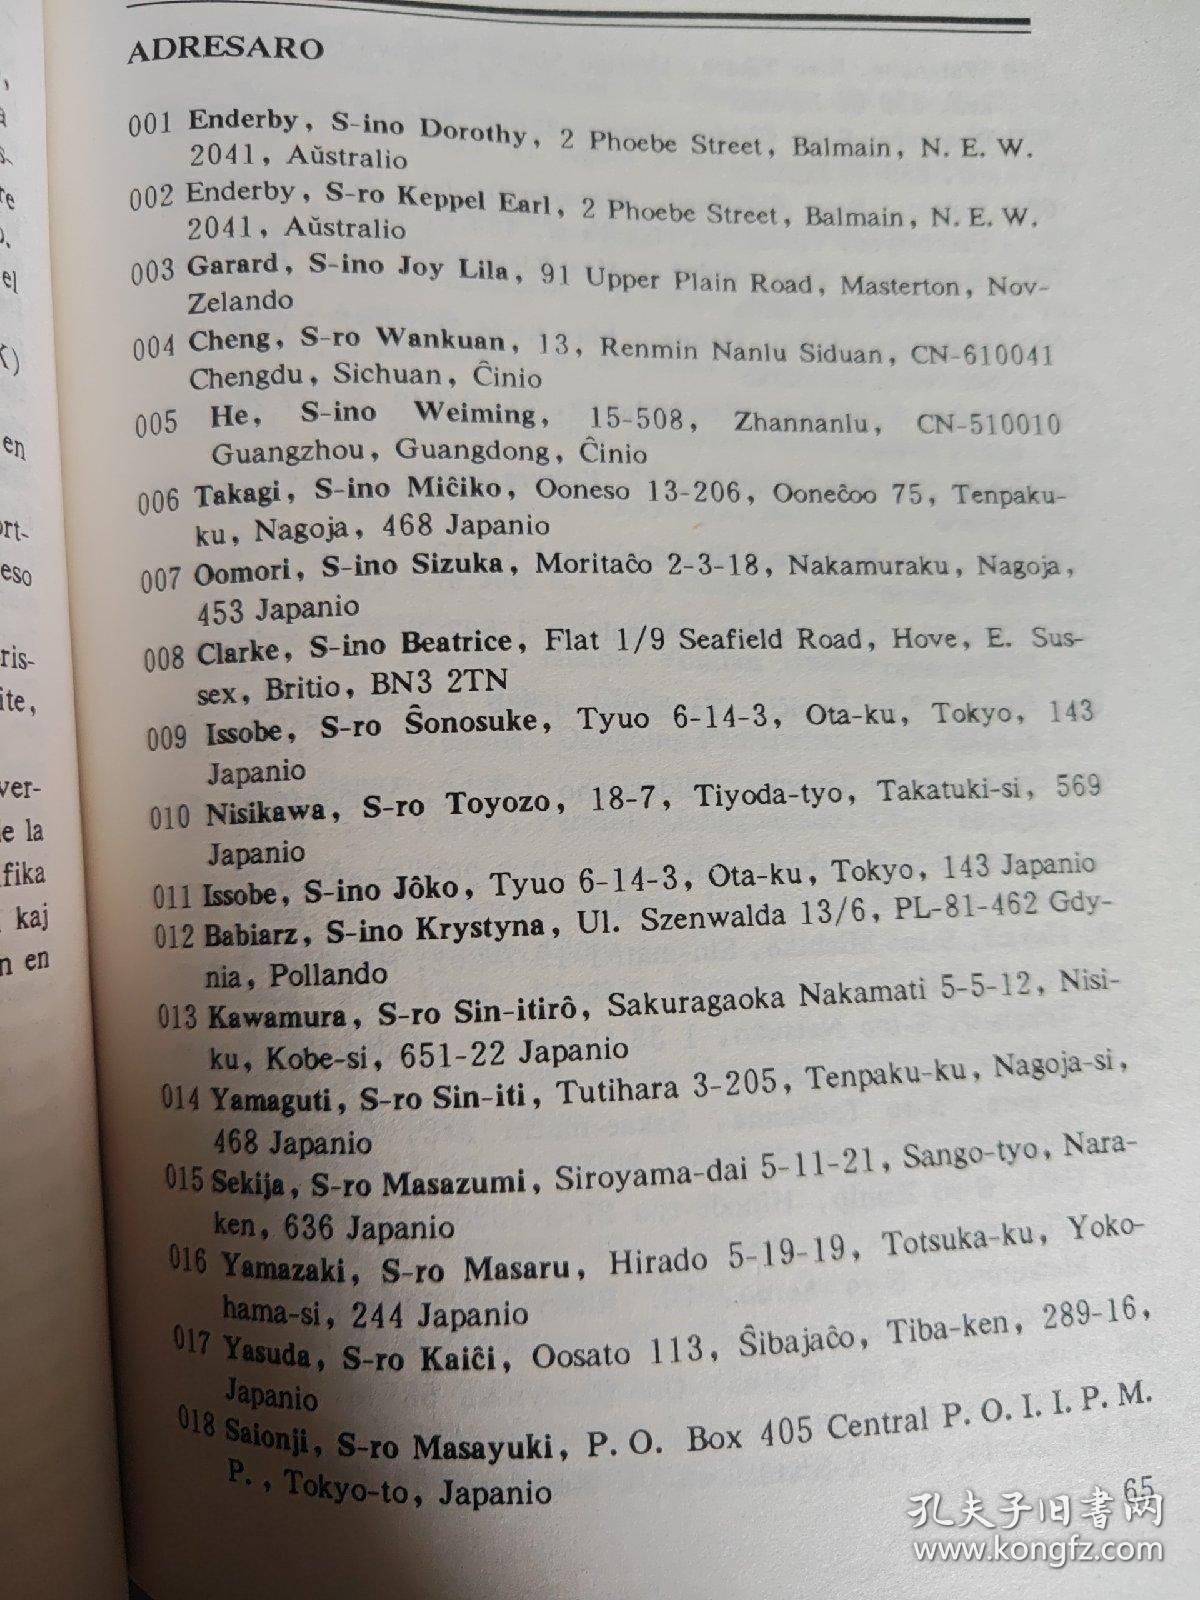 ADRESARO
001 Enderby, S-ino Dorothy, 2 Phoebe Street, Balmain, N. E. W.
2041, Aŭstralio
002 Enderby, S-ro Keppel Earl, 2 Phoebe Street, Balmain, N. E. W.
2041, Aŭstralio
003 Garard, S-ino Joy Lila, 91 Upper Plain Road, Masterton, Nov-
Zelando
004 Cheng, S-ro Wankuan, 13, Renmin Nanlu Siduan, CN-610041
Chengdu, Sichuan, Ĉinio
005 He, S-ino Weiming, 15-508, Zhannanlu, CN-510010
Guangzhou, Guangdong, Ĉinio
006 Takagi, S-ino Miĉiko, Ooneso 13-206, Ooneĉoo 75, Tenpaku-
ku, Nagoja, 468 Japanio
007 Oomori, S-ino Sizuka, Moritaĉo 2-3-18, Nakamuraku, Nagoja,
453 Japanio
008 Clarke, S-ino Beatrice, Flat 1/9 Seafield Road, Hove, E. Sus-
sex, Britio, BN3 2TN
009 Issobe, S-ro Ŝonosuke, Tyuo 6-14-3, Ota-ku, Tokyo, 143
Japanio
010 Nisikawa, S-ro Toyozo, 18-7, Tiyoda-tyo, Takatuki-si, 569
Japanio
011 Issobe, S-ino Jôko, Tyuo 6-14-3, Ota-ku, Tokyo, 143 Japanio
012 Babiarz, S-ino Krystyna, Ul. Szenwalda 13/6, PL-81-462 Gdy-
nia, Pollando
013 Kawamura, S-ro Sin-itirô, Sakuragaoka Nakamati 5-5-12, Nisi-
ku, Kobe-si, 651-22 Japanio
014 Yamaguti, S-ro Sin-iti, Tutihara 3-205, Tenpaku-ku, Nagoja-si,
468 Japanio
015 Sekija, S-ro Masazumi, Siroyama-dai 5-11-21, Sango-tyo, Nara-
ken, 636 Japanio
016 Yamazaki, S-ro Masaru, Hirado 5-19-19, Totsuka-ku, Yoko-
hama-si, 244 Japanio
017 Yasuda, S-ro Kaiĉi, Oosato 113, Ŝibajaĉo, Tiba-ken, 289-16,
Japanio
018 Saionji, S-ro Masayuki, P. O. Box 405 Central P. O. I. I. P. M.
P., Tokyo-to, Japanio
65
孔夫子旧书网
www.kongfz.com
el
en
ort-
eso
ris-
ite,
ver-
le la
fika
kaj
n en